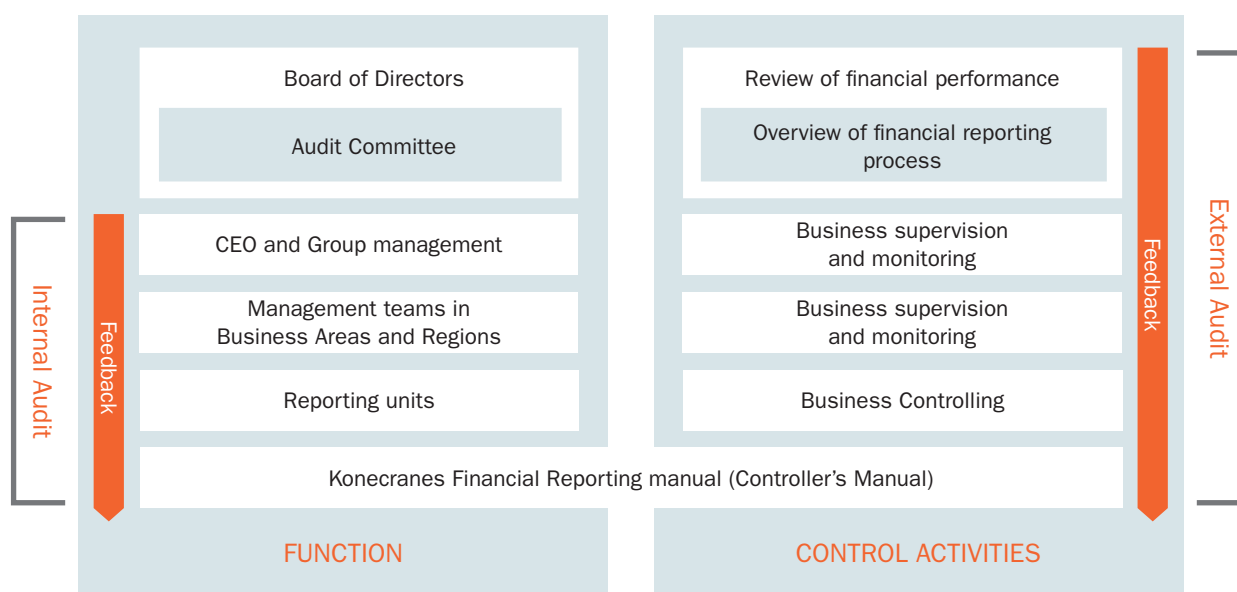 Board of Directors
Audit Committee
CEO and Group management
Management teams in
Business Areas and Regions
Reporting units
Review of financial performance
Overview of financial reporting
process
Business supervision
and monitoring
Business supervision
and monitoring
Business Controlling
Konecranes Financial Reporting manual (Controller’s Manual)
FUNCTION
CONTROL ACTIVITIES
Internal Audit
Feedback
Feedback
External Audit